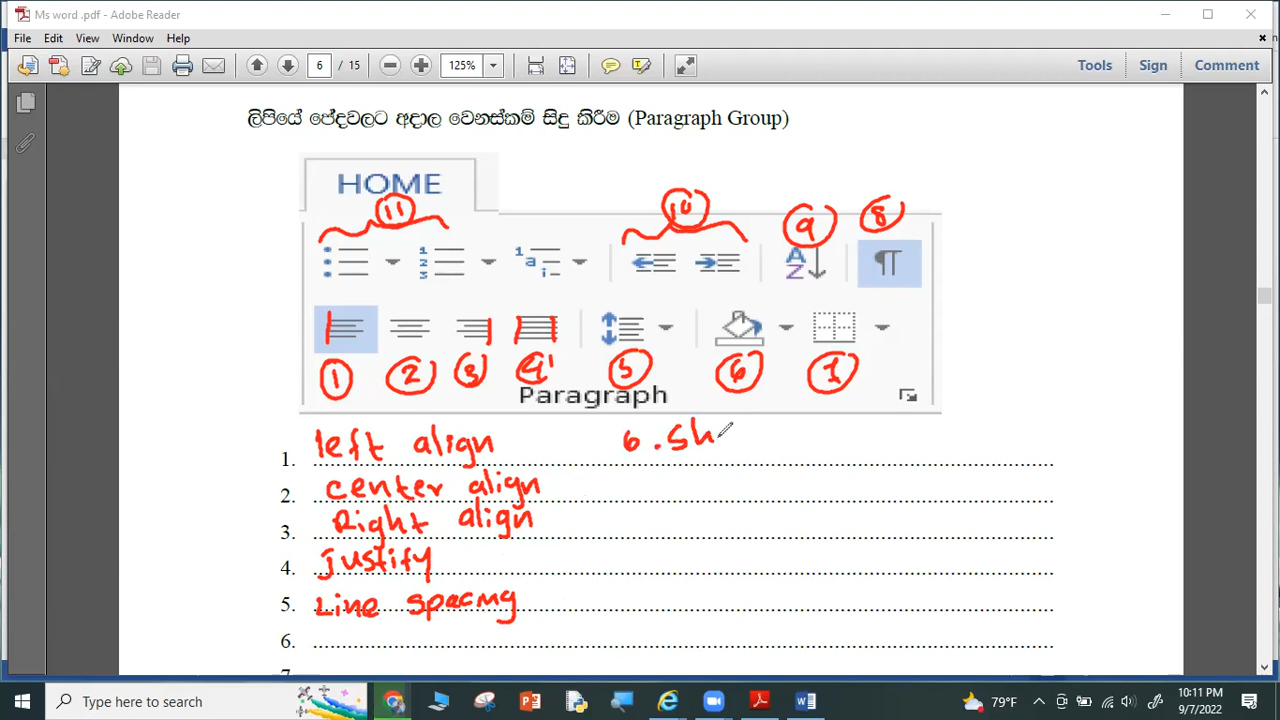 Ms word .pdf - Adobe Reader
File Edit View Window Help
6 / 15 125% Tools Sign Comment
ලිපියේ ඡේදවලට අදාල වෙනස්කම් සිදු කිරීම (Paragraph Group)
HOME
11 10 9 8
1 2 3 4 5 6 7
Paragraph
1. left align
6 . Sh
2. center align
3. Right align
4. Justify
5. Line spacing
6.
7
Type here to search
79°F
10:11 PM
9/7/2022